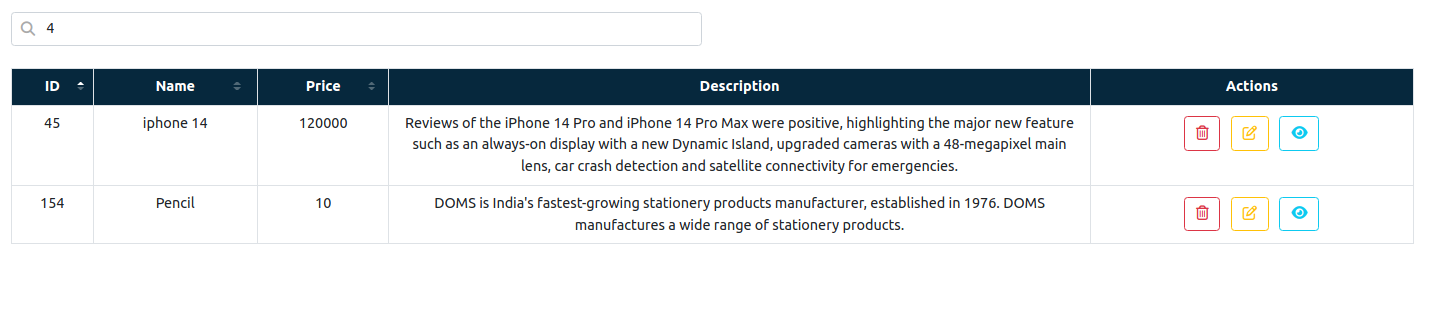 4
ID Name Price Description Actions
45 iphone 14 120000 Reviews of the iPhone 14 Pro and iPhone 14 Pro Max were positive, highlighting the major new feature
such as an always-on display with a new Dynamic Island, upgraded cameras with a 48-megapixel main
lens, car crash detection and satellite connectivity for emergencies.
154 Pencil 10 DOMS is India's fastest-growing stationery products manufacturer, established in 1976. DOMS
manufactures a wide range of stationery products.